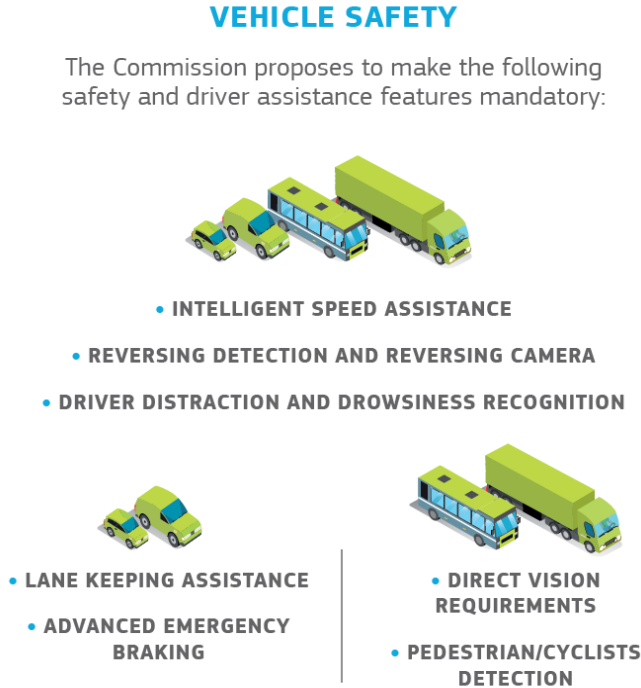 VEHICLE SAFETY
The Commission proposes to make the following
safety and driver assistance features mandatory:
• INTELLIGENT SPEED ASSISTANCE
• REVERSING DETECTION AND REVERSING CAMERA
• DRIVER DISTRACTION AND DROWSINESS RECOGNITION
• LANE KEEPING ASSISTANCE
• ADVANCED EMERGENCY
BRAKING
• DIRECT VISION
REQUIREMENTS
• PEDESTRIAN/CYCLISTS
DETECTION